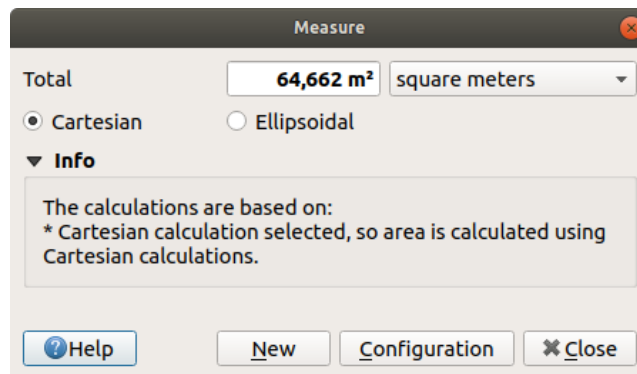 Measure
Total 64,662 m² square meters
Cartesian Ellipsoidal
Info
The calculations are based on:
* Cartesian calculation selected, so area is calculated using
Cartesian calculations.
Help New Configuration Close